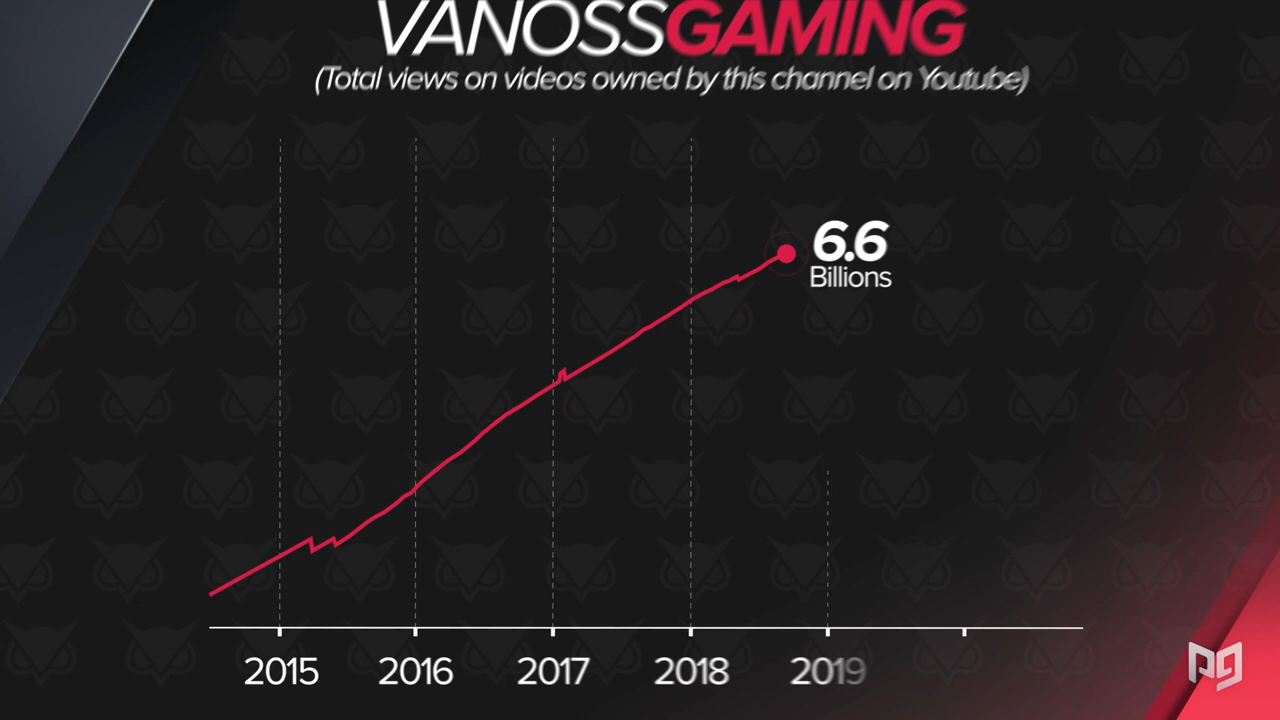 VANOSSGAMING
(Total views on videos owned by this channel on Youtube)
6.6
Billions
2015 2016 2017 2018 2019